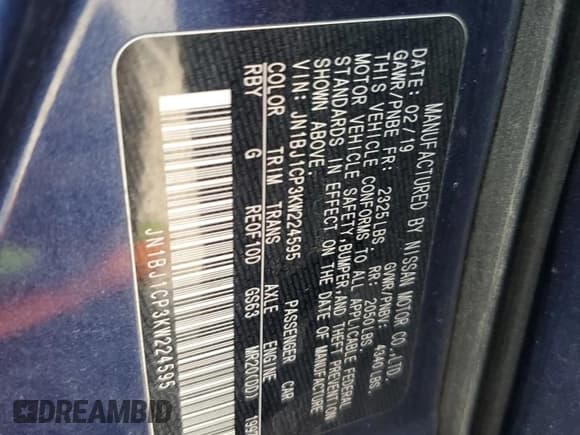 MANUFACTURED BY NISSAN MOTOR CO.,LTD.
DATE: 02/19 GVWR/PNBV: 4340LBS.
GAWR/PNBE FR: 2325LBS. RR: 2050LBS.
THIS VEHICLE CONFORMS TO ALL APPLICABLE FEDERAL
MOTOR VEHICLE SAFETY,BUMPER,AND THEFT PREVENTION
STANDARDS IN EFFECT ON THE DATE OF MANUFACTURE
SHOWN ABOVE.
VIN: JN1BJ1CP3KW224595 PASSENGER CAR
COLOR TRIM TRANS AXLE ENGINE
RBY G RE0F10D GS63 MR20(DD)
JN1BJ1CP3KW224595
DREAMBID